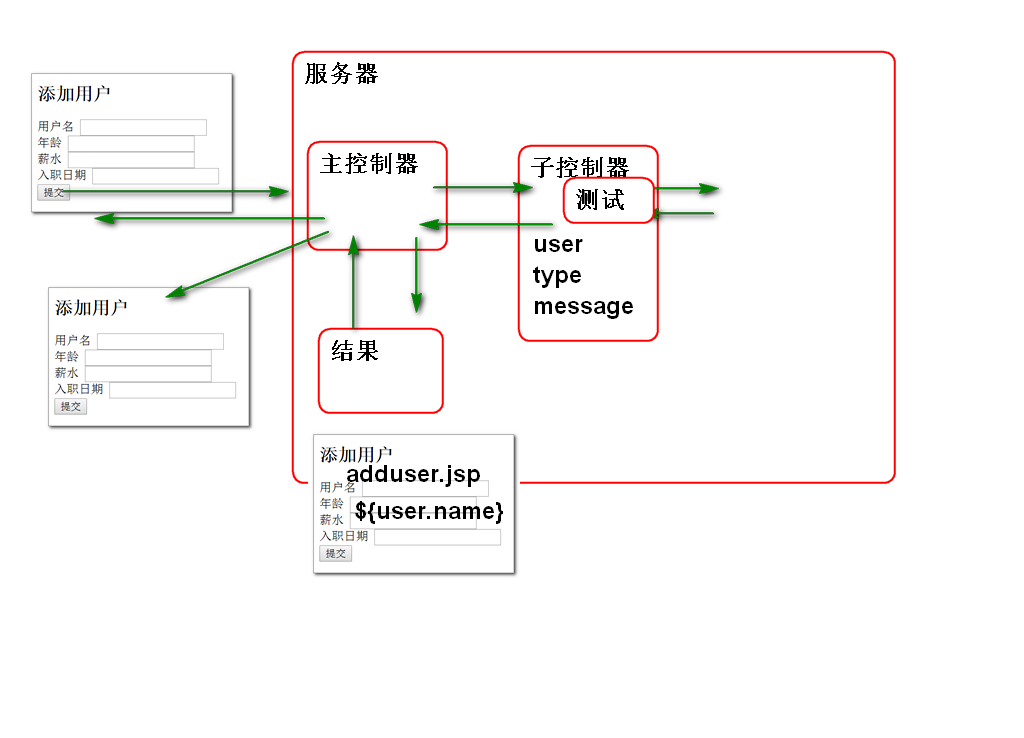 服务器
添加用户
用户名
年龄
薪水
入职日期
提交
主控制器
子控制器
测试
user
type
message
添加用户
用户名
年龄
薪水
入职日期
提交
结果
添加用户
adduser.jsp
用户名
年龄
${user.name}
薪水
入职日期
提交